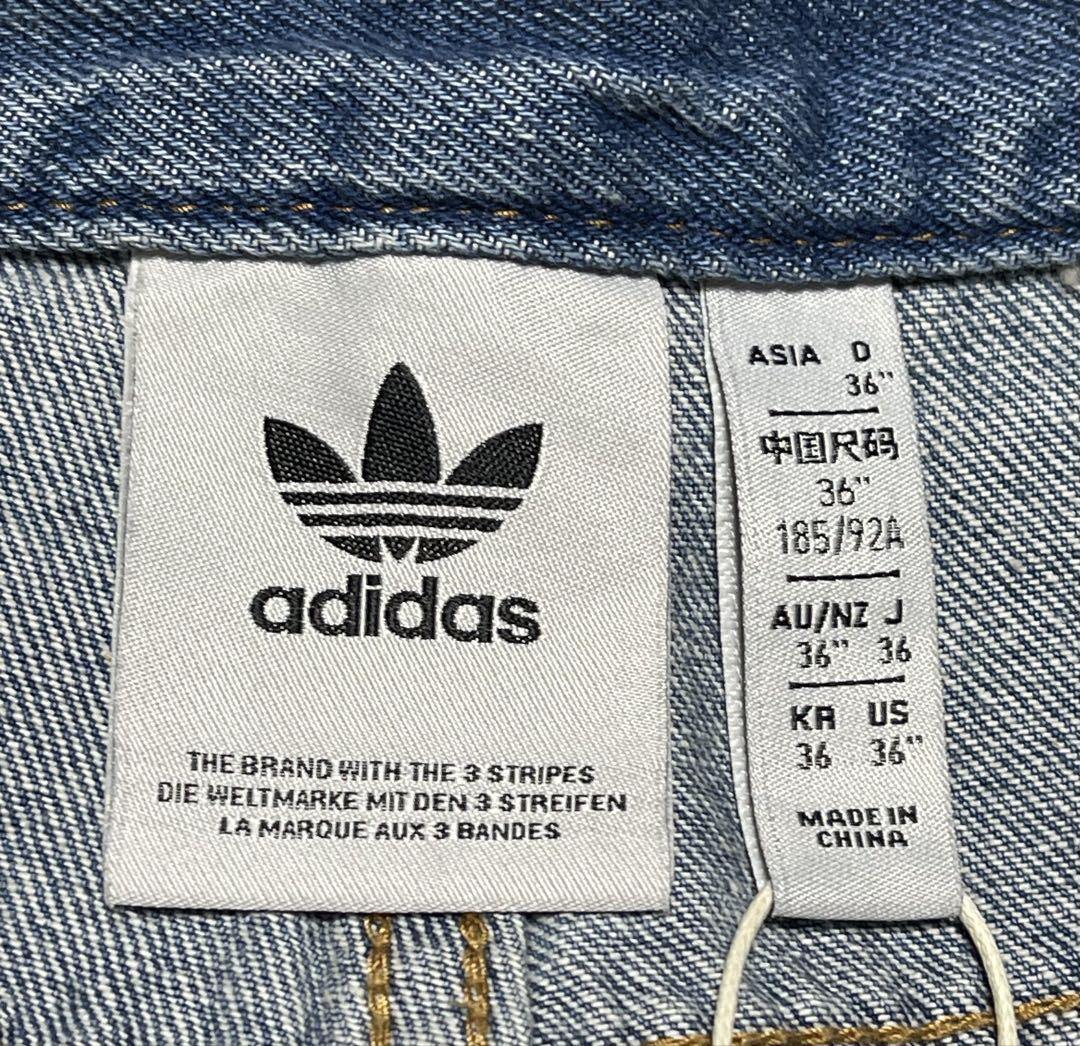 adidas
THE BRAND WITH THE 3 STRIPES
DIE WELTMARKE MIT DEN 3 STREIFEN
LA MARQUE AUX 3 BANDES
ASIA D
36"
中国尺码
36"
185/92A
AU/NZ J
36" 36
KR US
36 36"
MADE IN
CHINA